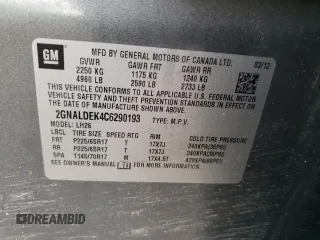 GM
MFD BY GENERAL MOTORS OF CANADA LTD.
03/12
GVWR GAWR FRT GAWR RR
2250 KG 1175 KG 1240 KG
4960 LB 2590 LB 2733 LB
THIS VEHICLE CONFORMS TO ALL APPLICABLE U.S. FEDERAL MOTOR VEHICLE SAFETY AND THEFT PREVENTION STANDARDS IN EFFECT ON THE DATE OF MANUFACTURE SHOWN ABOVE.
2GNALDEK4C6290193 TYPE: M.P.V.
MODEL: LH26
LBCL TIRE SIZE SPEED RTG RIM COLD TIRE PRESSURE
FRT P225/65R17 T 17X7J 240KPA(35PSI)
RR P225/65R17 T 17X7J 240KPA(35PSI)
SPA T145/70R17 M 17X4.5T 420KPA(60PSI)
SEE OWNER'S MANUAL
DREAMBID